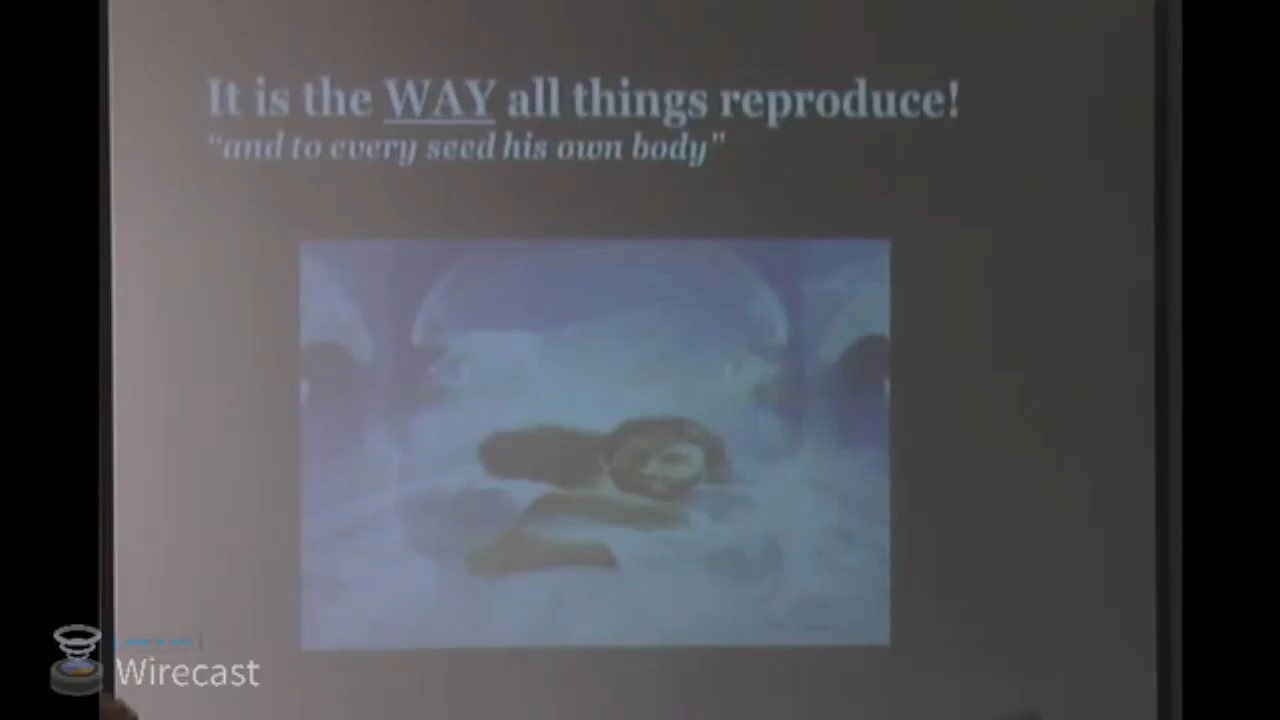 It is the WAY all things reproduce!
“and to every seed his own body”
Wirecast